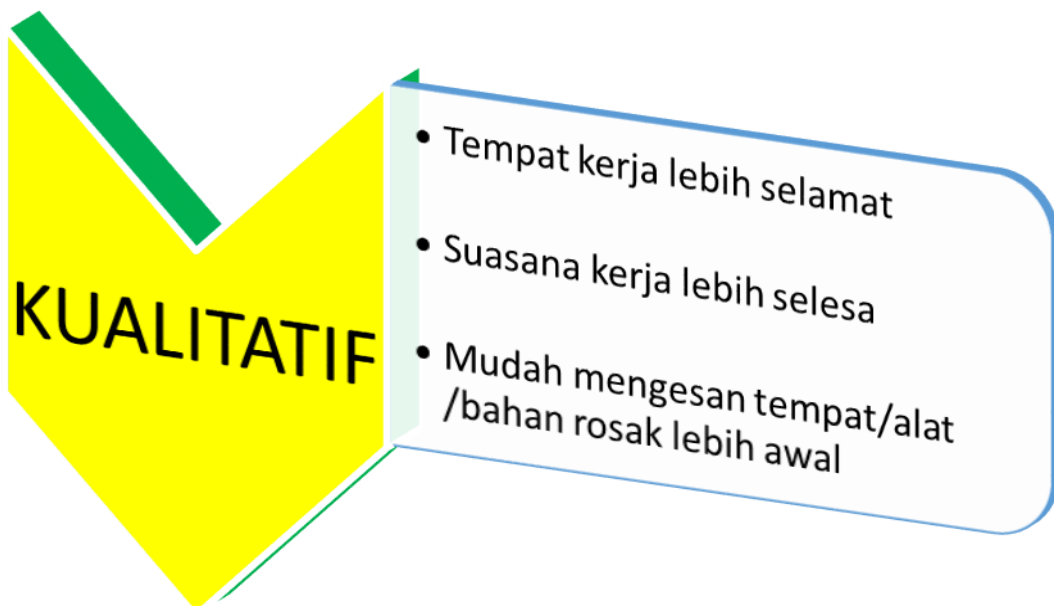 KUALITATIF
• Tempat kerja lebih selamat
• Suasana kerja lebih selesa
• Mudah mengesan tempat/alat
/bahan rosak lebih awal